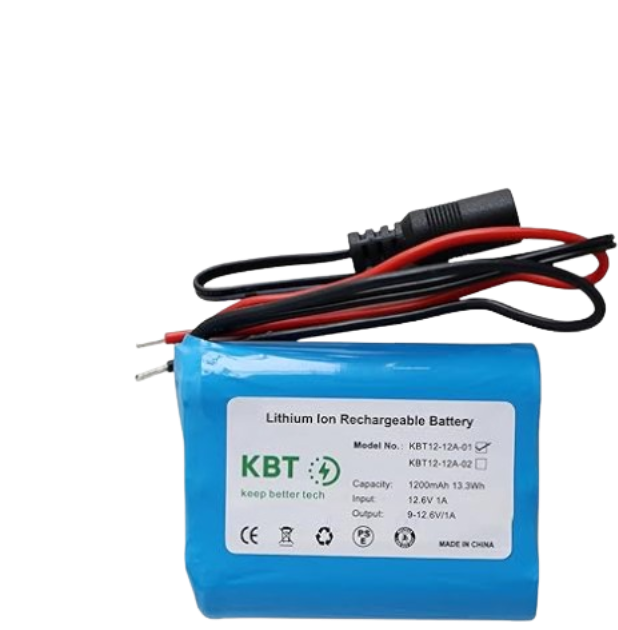 Lithium Ion Rechargeable Battery
Model No.: KBT12-12A-01
KBT12-12A-02
KBT
keep better tech
Capacity: 1200mAh 13.3Wh
Input: 12.6V 1A
Output: 9-12.6V/1A
CE
PS
E
MADE IN CHINA